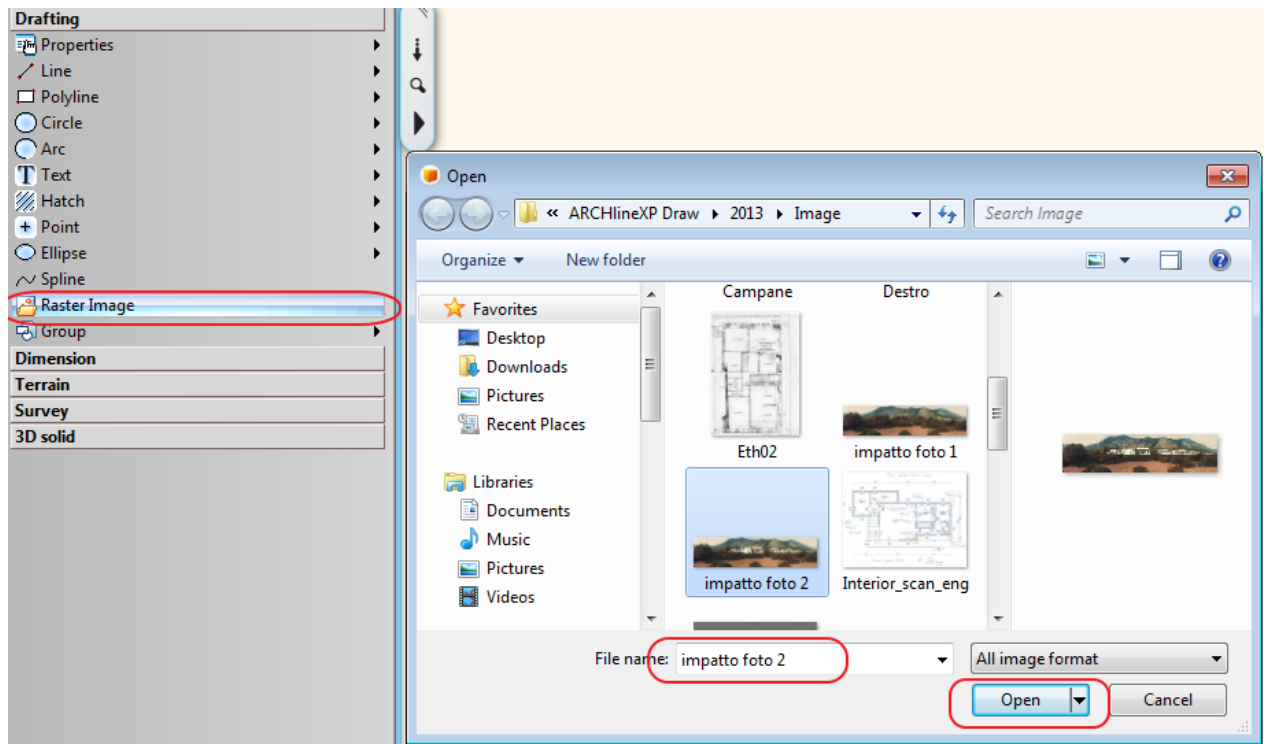 Drafting
Properties
Line
Polyline
Circle
Arc
Text
Hatch
Point
Ellipse
Spline
Raster Image
Group
Dimension
Terrain
Survey
3D solid
Open
« ARCHlineXP Draw 2013 Image
Search Image
Organize New folder
Favorites
Desktop
Downloads
Pictures
Recent Places
Libraries
Documents
Music
Pictures
Videos
Campane Destro
Eth02 impatto foto 1
impatto foto 2 Interior_scan_eng
File name: impatto foto 2 All image format
Open Cancel